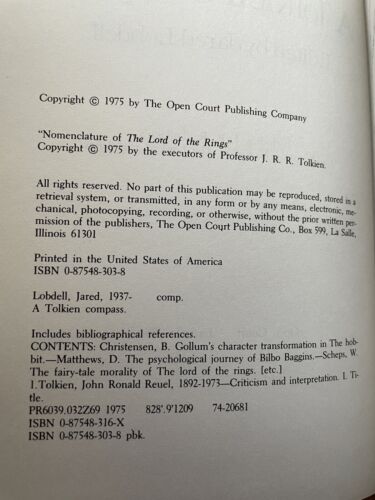 Copyright © 1975 by The Open Court Publishing Company
"Nomenclature of The Lord of the Rings"
Copyright © 1975 by the executors of Professor J. R. R. Tolkien.
All rights reserved. No part of this publication may be reproduced, stored in a
retrieval system, or transmitted, in any form or by any means, electronic, me-
chanical, photocopying, recording, or otherwise, without the prior written per-
mission of the publishers, The Open Court Publishing Co., Box 599, La Salle,
Illinois 61301
Printed in the United States of America
ISBN 0-87548-303-8
Lobdell, Jared, 1937- comp.
A Tolkien compass.
Includes bibliographical references.
CONTENTS: Christensen, B. Gollum's character transformation in The hob-
bit.—Matthews, D. The psychological journey of Bilbo Baggins.—Scheps, W.
The fairy-tale morality of The lord of the rings. [etc.]
1.Tolkien, John Ronald Reuel, 1892-1973—Criticism and interpretation. I. Ti-
tle.
PR6039.032Z69 1975 828'.9'1209 74-20681
ISBN 0-87548-316-X
ISBN 0-87548-303-8 pbk.